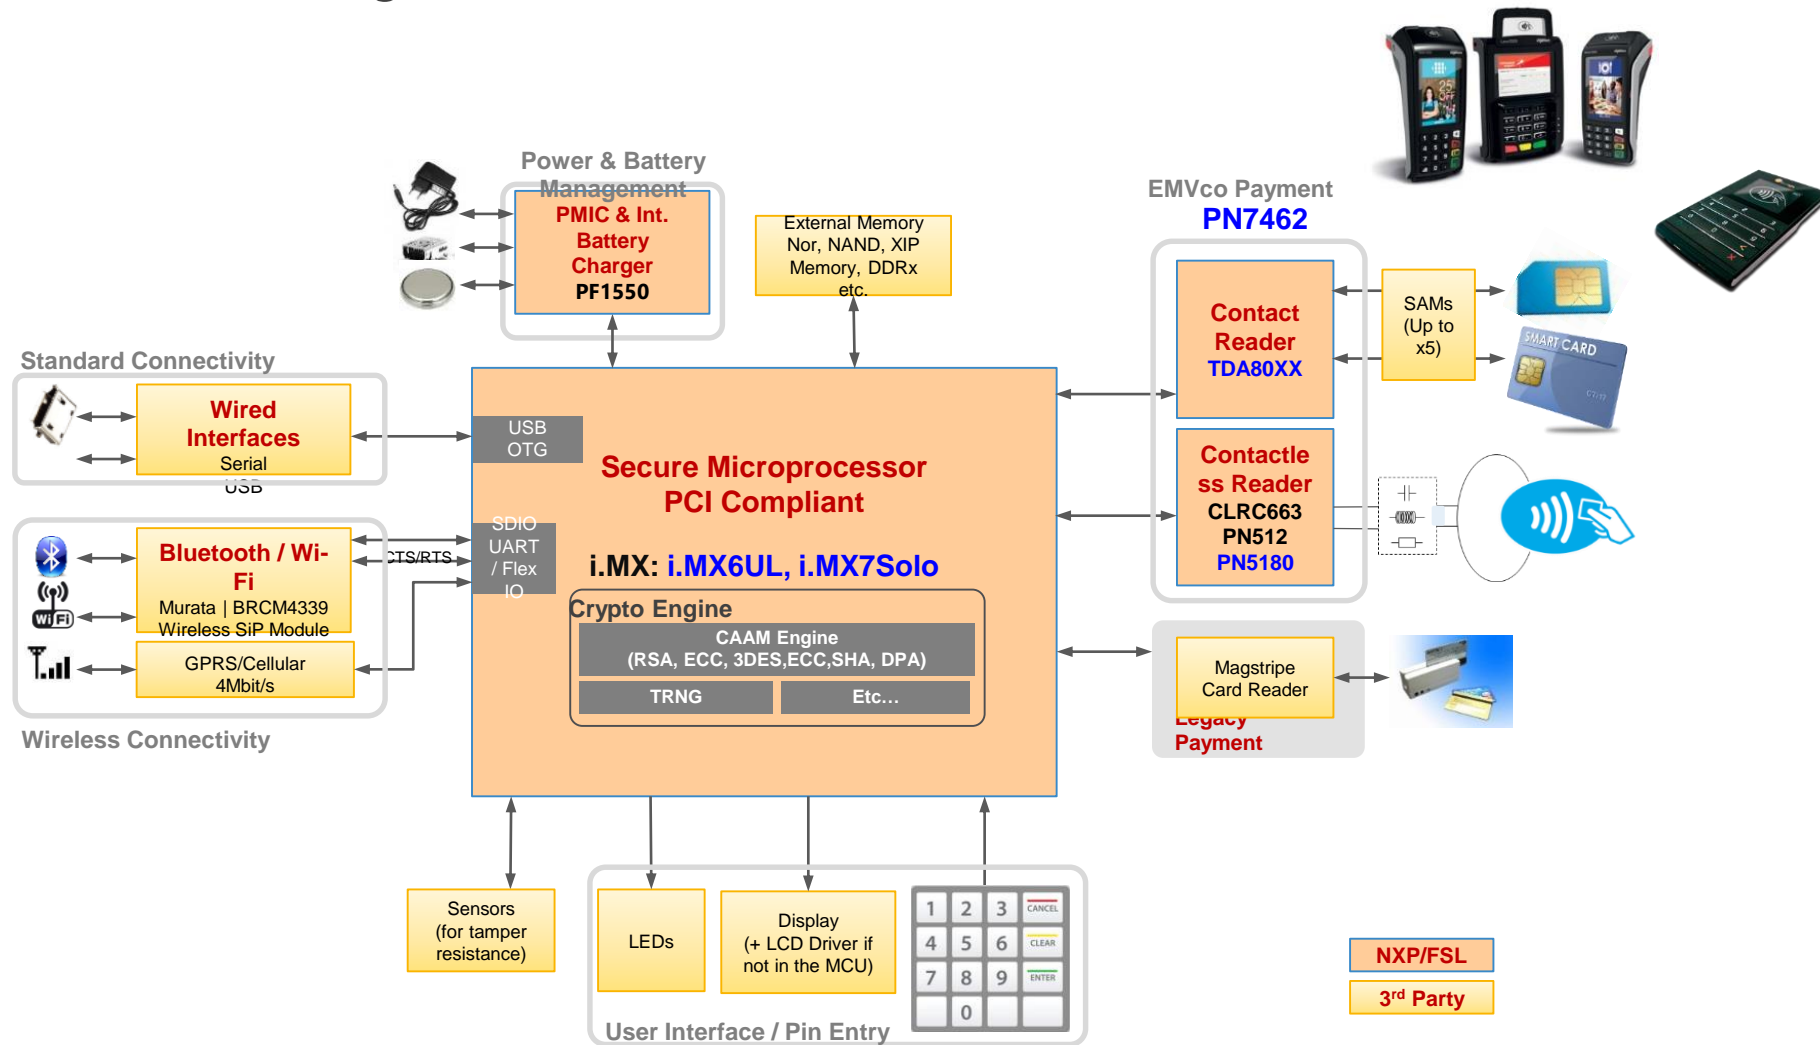 Power & Battery
Management
PMIC & Int.
Battery
Charger
PF1550
External Memory
Nor, NAND, XIP
Memory, DDRx
etc.
EMVco Payment
PN7462
Contact
Reader
TDA80XX
SAMs
(Up to
x5)
SMART CARD
Standard Connectivity
Wired
Interfaces
Serial
USB
USB
OTG
Secure Microprocessor
PCI Compliant
Contactle
ss Reader
CLRC663
PN512
PN5180
SDIO
UART
/ Flex
IO
CTS/RTS
Bluetooth / Wi-
Fi
Murata | BRCM4339
Wireless SiP Module
WiFi
GPRS/Cellular
4Mbit/s
Wireless Connectivity
i.MX: i.MX6UL, i.MX7Solo
Crypto Engine
CAAM Engine
(RSA, ECC, 3DES,ECC,SHA, DPA)
TRNG
Etc…
Magstripe
Card Reader
Legacy
Payment
Sensors
(for tamper
resistance)
LEDs
Display
(+ LCD Driver if
not in the MCU)
1 2 3 CANCEL
4 5 6 CLEAR
7 8 9 ENTER
0
User Interface / Pin Entry
NXP/FSL
3rd Party